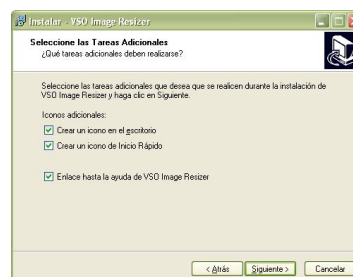 Instalar - VSO Image Resizer
Seleccione las Tareas Adicionales
¿Qué tareas adicionales deben realizarse?
Seleccione las tareas adicionales que desea que se realicen durante la instalación de
VSO Image Resizer y haga clic en Siguiente.
Iconos adicionales:
Crear un icono en el escritorio
Crear un icono de Inicio Rápido
Enlace hasta la ayuda de VSO Image Resizer
< Atrás Siguiente > Cancelar